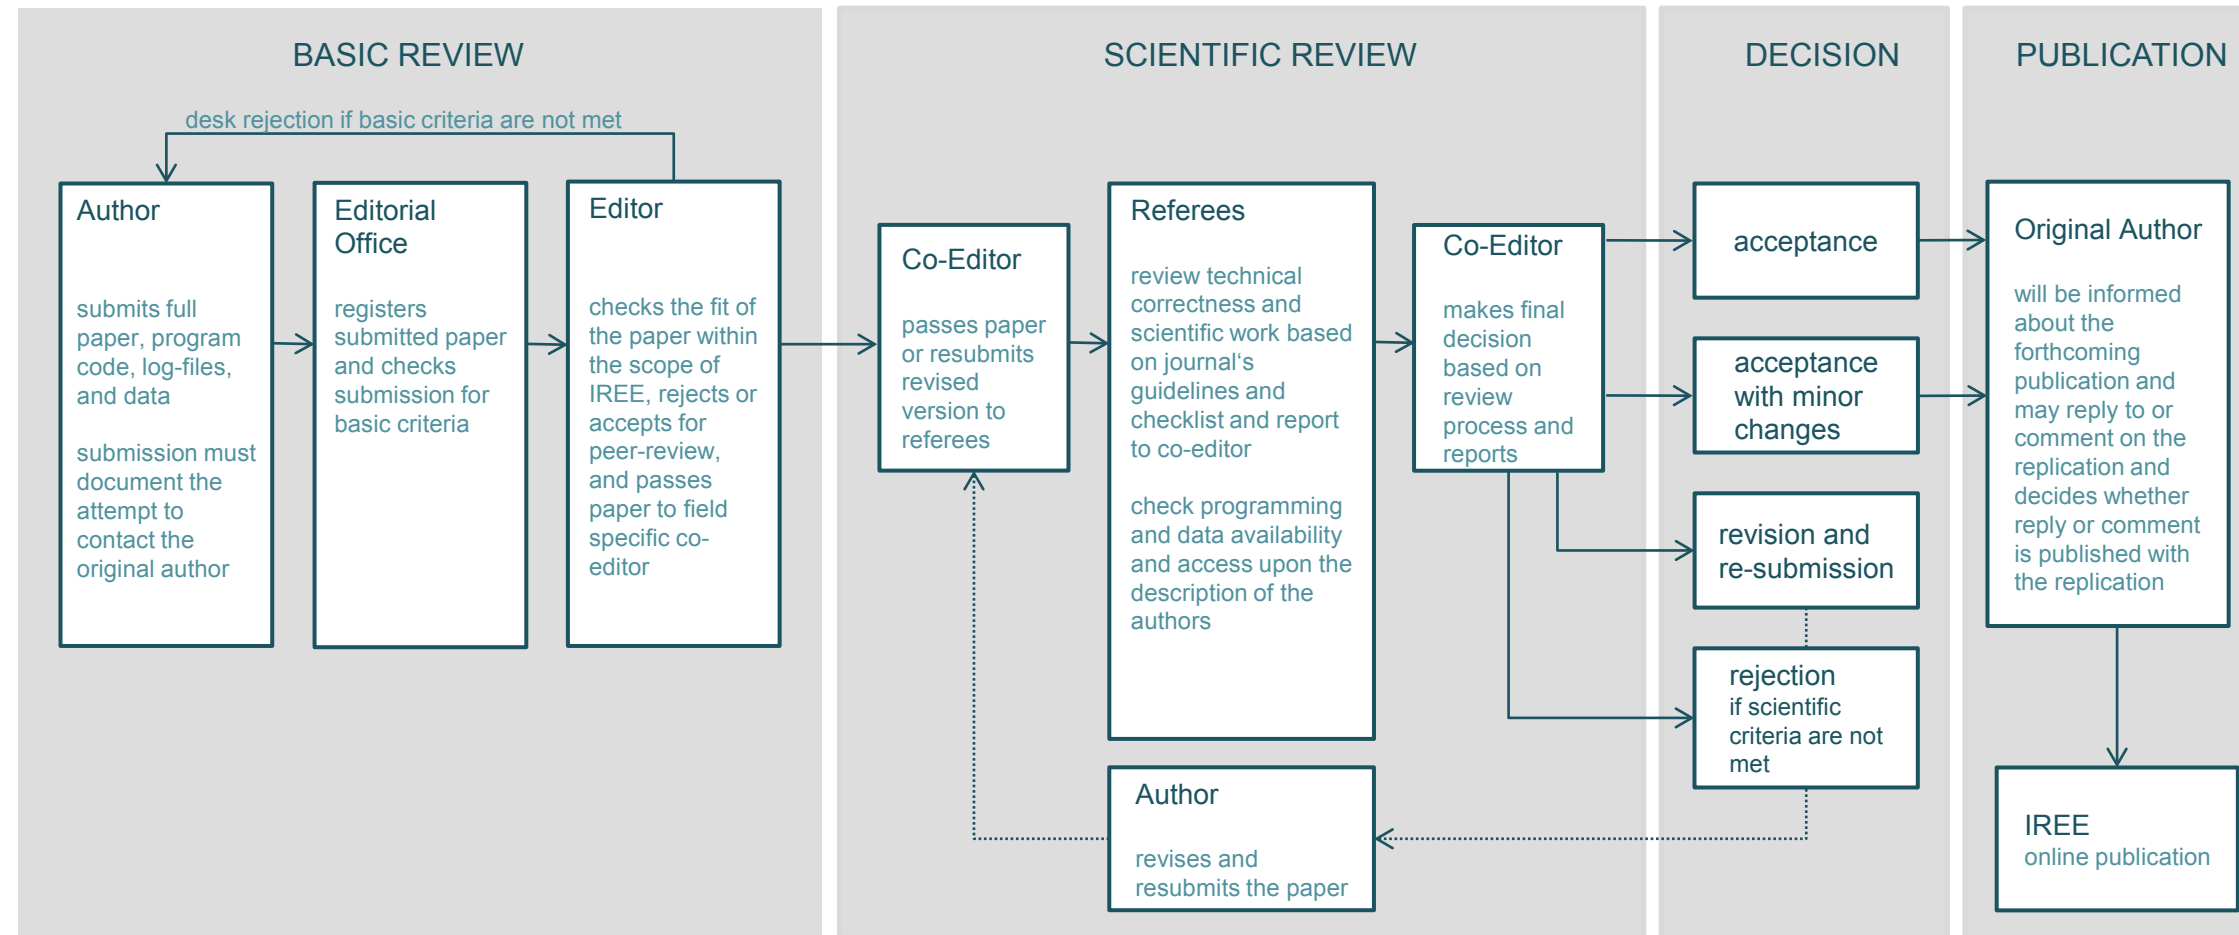 BASIC REVIEW
desk rejection if basic criteria are not met
Author
submits full
paper, program
code, log-files,
and data
submission must
document the
attempt to
contact the
original author
Editorial
Office
registers
submitted paper
and checks
submission for
basic criteria
Editor
checks the fit of
the paper within
the scope of
IREE, rejects or
accepts for
peer-review,
and passes
paper to field
specific co-
editor
SCIENTIFIC REVIEW
Co-Editor
passes paper
or resubmits
revised
version to
referees
Referees
review technical
correctness and
scientific work based
on journal‘s
guidelines and
checklist and report
to co-editor
check programming
and data availability
and access upon the
description of the
authors
Co-Editor
makes final
decision
based on
review
process and
reports
Author
revises and
resubmits the paper
DECISION
acceptance
acceptance
with minor
changes
revision and
re-submission
rejection
if scientific
criteria are not
met
PUBLICATION
Original Author
will be informed
about the
forthcoming
publication and
may reply to or
comment on the
replication and
decides whether
reply or comment
is published with
the replication
IREE
online publication